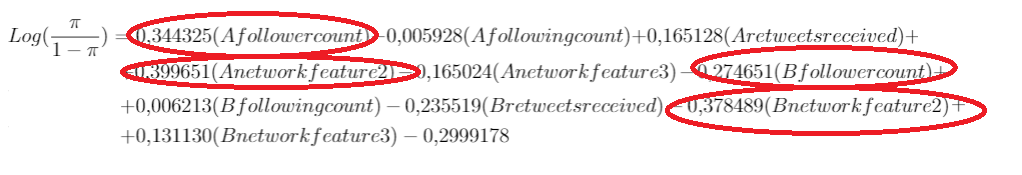 Log(π/(1 − π)) = 0,344325(Afollowercount)−0,005928(Afollowingcount)+0,165128(Aretweetsreceived)+
+0,399651(Anetworkfeature2) − 0,165024(Anetworkfeature3) − 0,274651(Bfollowercount)+
+0,006213(Bfollowingcount) − 0,235519(Bretweetsreceived) − 0,378489(Bnetworkfeature2)+
+0,131130(Bnetworkfeature3) − 0,2999178